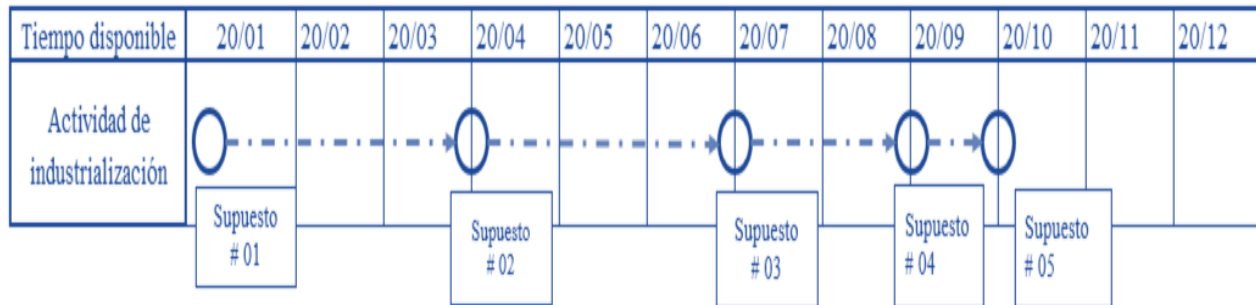 Tiempo disponible 20/01 20/02 20/03 20/04 20/05 20/06 20/07 20/08 20/09 20/10 20/11 20/12
Actividad de
industrialización
Supuesto
# 01
Supuesto
# 02
Supuesto
# 03
Supuesto
# 04
Supuesto
# 05